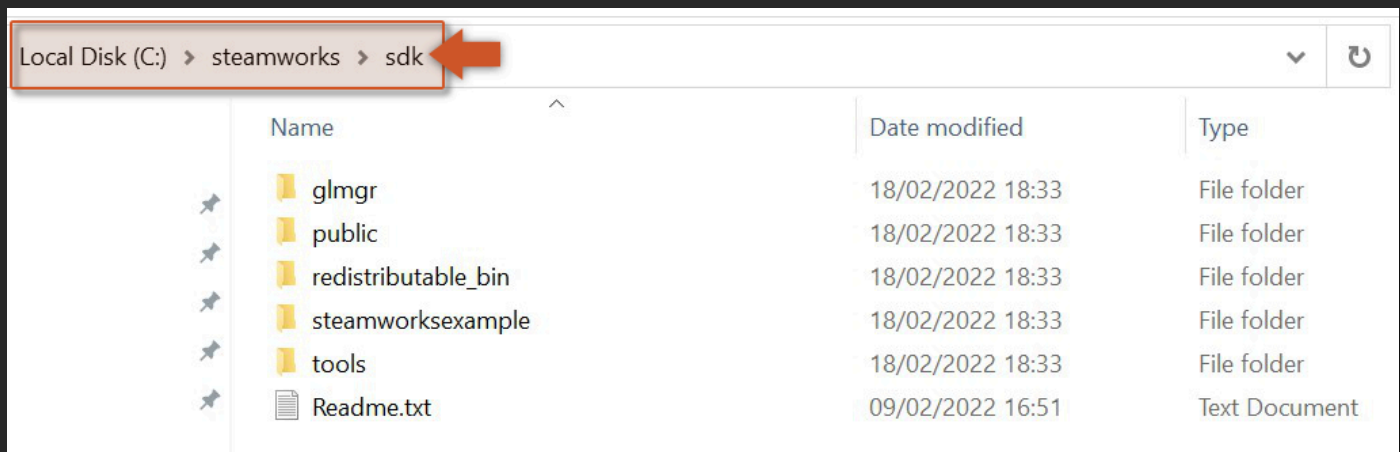 Local Disk (C:) > steamworks > sdk
Name Date modified Type
glmgr 18/02/2022 18:33 File folder
public 18/02/2022 18:33 File folder
redistributable_bin 18/02/2022 18:33 File folder
steamworksexample 18/02/2022 18:33 File folder
tools 18/02/2022 18:33 File folder
Readme.txt 09/02/2022 16:51 Text Document